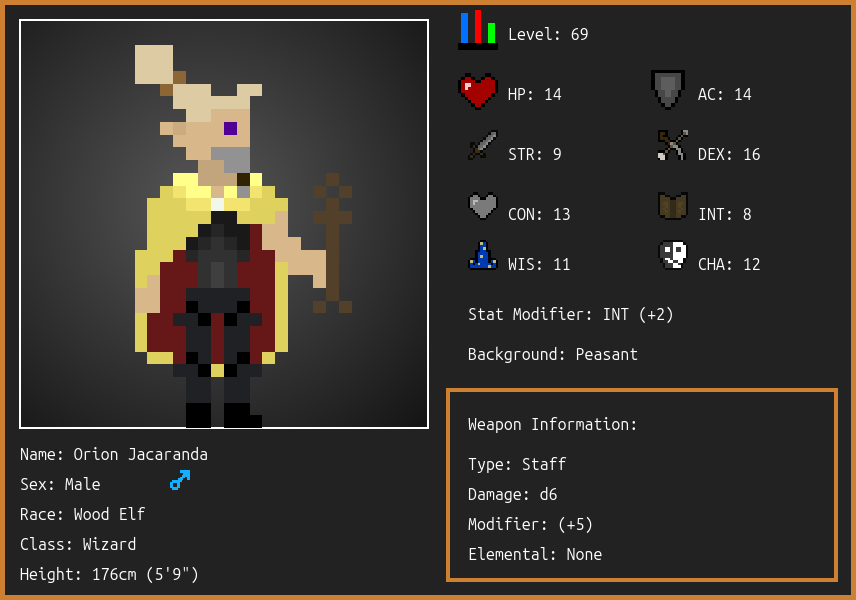 Level: 69
HP: 14
AC: 14
STR: 9
DEX: 16
CON: 13
INT: 8
WIS: 11
CHA: 12
Stat Modifier: INT (+2)
Background: Peasant
Weapon Information:
Type: Staff
Damage: d6
Modifier: (+5)
Elemental: None
Name: Orion Jacaranda
Sex: Male
Race: Wood Elf
Class: Wizard
Height: 176cm (5'9")